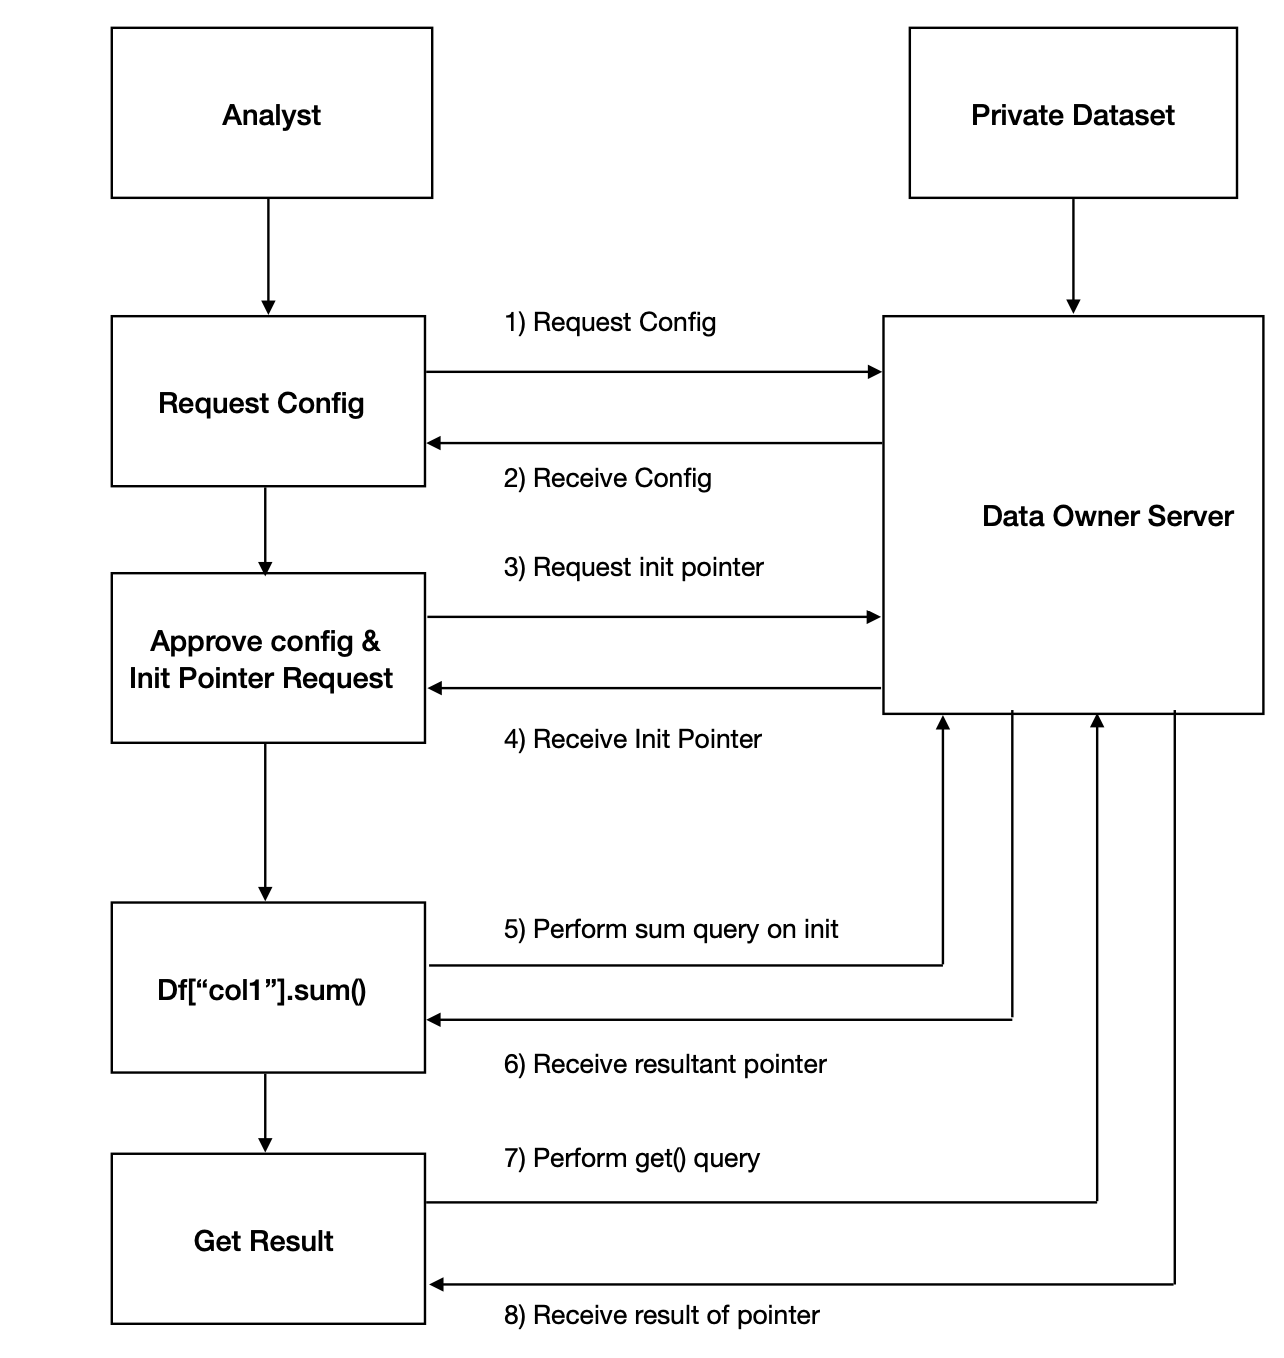 Analyst
Private Dataset
1) Request Config
Request Config
2) Receive Config
Data Owner Server
3) Request init pointer
Approve config &
Init Pointer Request
4) Receive Init Pointer
5) Perform sum query on init
Df[“col1”].sum()
6) Receive resultant pointer
7) Perform get() query
Get Result
8) Receive result of pointer